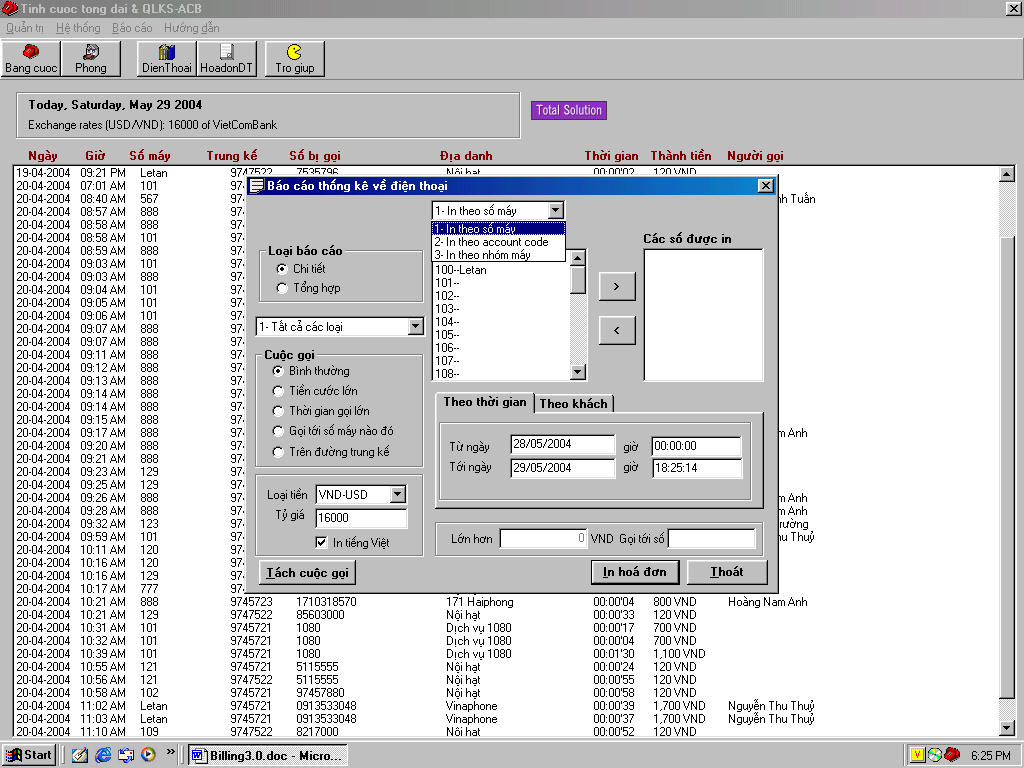 Tinh cuoc tong dai & QLKS-ACB
Quản trị Hệ thống Báo cáo Hướng dẫn
Bang cuoc Phong DienThoai HoadonDT Tro giup
Today, Saturday, May 29 2004
Exchange rates (USD/VND): 16000 of VietComBank
Total Solution
Ngày Giờ Số máy Trung kế Số bị gọi Địa danh Thời gian Thành tiền Người gọi
19-04-2004 09:21 PM Letan 9747522 7535796 Nội hạt 00:00'02 120 VND
20-04-2004 07:01 AM 101
20-04-2004 08:40 AM 567 Tuấn
20-04-2004 08:57 AM 888
20-04-2004 08:58 AM 888
20-04-2004 08:58 AM 101
20-04-2004 08:59 AM 888
20-04-2004 09:03 AM 101
20-04-2004 09:03 AM 888
20-04-2004 09:04 AM 101
20-04-2004 09:05 AM 101
20-04-2004 09:06 AM 101
20-04-2004 09:07 AM 888
20-04-2004 09:07 AM 888
20-04-2004 09:11 AM 888
20-04-2004 09:12 AM 888
20-04-2004 09:13 AM 888
20-04-2004 09:14 AM 888
20-04-2004 09:14 AM 888
20-04-2004 09:15 AM 888
20-04-2004 09:17 AM 888 Anh
20-04-2004 09:20 AM 888
20-04-2004 09:21 AM 888
20-04-2004 09:23 AM 129
20-04-2004 09:25 AM 129
20-04-2004 09:26 AM 888 Anh
20-04-2004 09:28 AM 888 Anh
20-04-2004 09:32 AM 123
20-04-2004 09:59 AM 101 Thuỷ
20-04-2004 10:11 AM 120
20-04-2004 10:16 AM 120
20-04-2004 10:16 AM 129
20-04-2004 10:17 AM 777
20-04-2004 10:21 AM 888 9745723 1710318570 171 Haiphong 00:00'04 800 VND Hoàng Nam Anh
20-04-2004 10:21 AM 129 9747522 85603000 Nội hạt 00:00'33 120 VND
20-04-2004 10:31 AM 101 9745721 1080 Dịch vụ 1080 00:00'17 700 VND
20-04-2004 10:32 AM 101 9745721 1080 Dịch vụ 1080 00:00'04 700 VND
20-04-2004 10:39 AM 101 9745721 1080 Dịch vụ 1080 00:01'30 1,100 VND
20-04-2004 10:55 AM 121 9745721 5115555 Nội hạt 00:00'24 120 VND
20-04-2004 10:56 AM 121 9747522 5115555 Nội hạt 00:00'55 120 VND
20-04-2004 10:58 AM 102 9745721 97457880 Nội hạt 00:00'58 120 VND
20-04-2004 11:02 AM Letan 9745721 0913533048 Vinaphone 00:00'39 1,700 VND Nguyễn Thu Thuỷ
20-04-2004 11:03 AM Letan 9745721 0913533048 Vinaphone 00:00'37 1,700 VND Nguyễn Thu Thuỷ
20-04-2004 11:10 AM 109 9747522 8217000 Nội hạt 00:00'52 120 VND
Báo cáo thống kê về điện thoại
1- In theo số máy
1- In theo số máy
2- In theo account code
3- In theo nhóm máy
100--Letan
101--
102--
103--
104--
105--
106--
107--
108--
Loại báo cáo
Chi tiết
Tổng hợp
1- Tất cả các loại
Cuộc gọi
Bình thường
Tiền cước lớn
Thời gian gọi lớn
Gọi tới số máy nào đó
Trên đường trung kế
Loại tiền VND-USD
Tỷ giá 16000
In tiếng Việt
Các số được in
>
<
Theo thời gian Theo khách
Từ ngày 28/05/2004 giờ 00:00:00
Tới ngày 29/05/2004 giờ 18:25:14
Lớn hơn 0 VND Gọi tới số
Tách cuộc gọi In hoá đơn Thoát
Start Billing3.0.doc - Micro... 6:25 PM